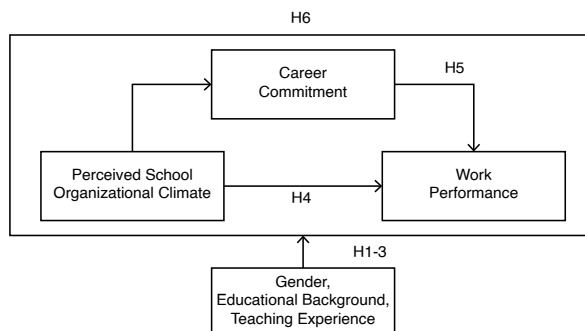 H6
Career
Commitment
H5
Perceived School
Organizational Climate
H4
Work
Performance
H1-3
Gender,
Educational Background,
Teaching Experience